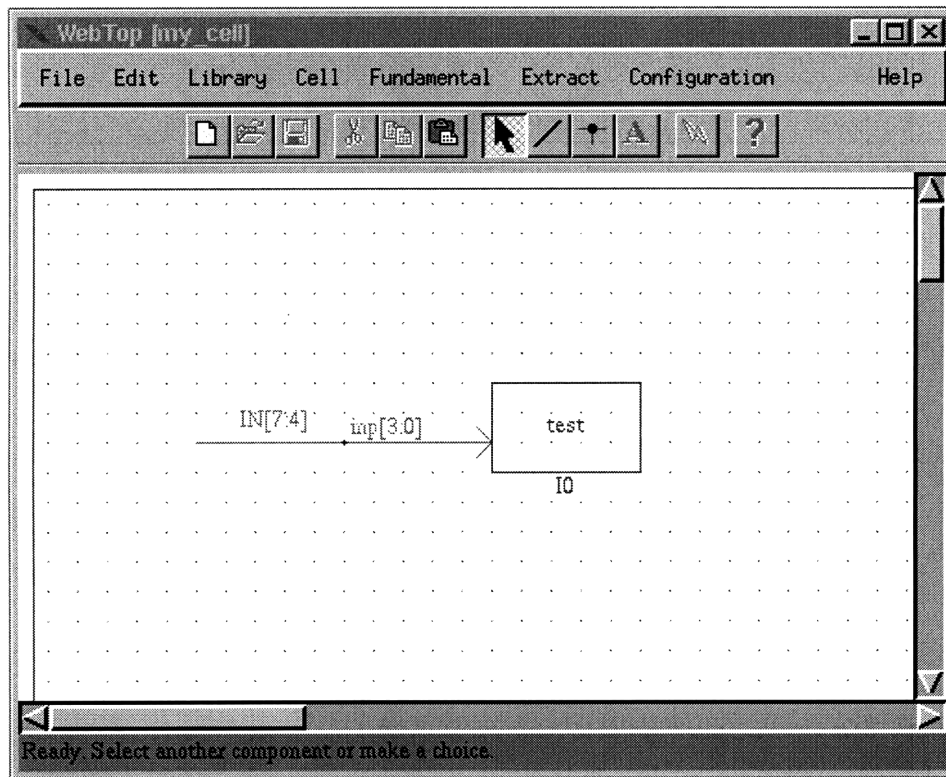 WebTop [my_cell]
File Edit Library Cell Fundamental Extract Configuration Help
A ?
IN[7:4] inp[3:0] test
I0
Ready. Select another component or make a choice.